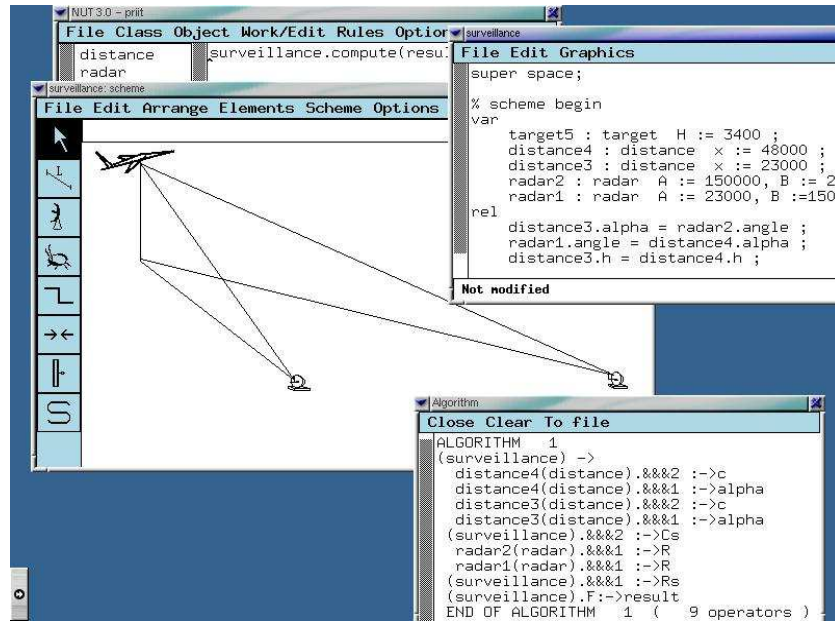 NUT 3.0 – priit
File Class Object Work/Edit Rules Option
distance
radar
surveillance.compute(resul
surveillance
File Edit Graphics
super space;
% scheme begin
var
target5 : target H := 3400 ;
distance4 : distance x := 48000 ;
distance3 : distance x := 23000 ;
radar2 : radar A := 150000, B := 2
radar1 : radar A := 23000, B :=150
rel
distance3.alpha = radar2.angle ;
radar1.angle = distance4.alpha ;
distance3.h = distance4.h ;
Not modified
surveillance: scheme
File Edit Arrange Elements Scheme Options
L
Algorithm
Close Clear To file
ALGORITHM 1
(surveillance) ->
distance4(distance).&&&2 :->c
distance4(distance).&&&1 :->alpha
distance3(distance).&&&2 :->c
distance3(distance).&&&1 :->alpha
(surveillance).&&&2 :->Cs
radar2(radar).&&&1 :->R
radar1(radar).&&&1 :->R
(surveillance).&&&1 :->Rs
(surveillance).F:->result
END OF ALGORITHM 1 ( 9 operators )